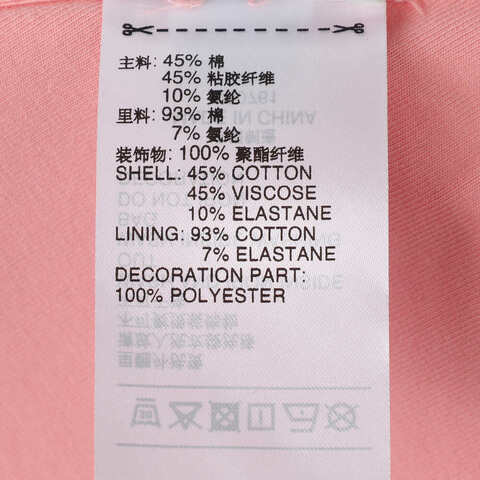 主料: 45% 棉
45% 粘胶纤维
10% 氨纶
里料: 93% 棉
7% 氨纶
装饰物: 100% 聚酯纤维
SHELL: 45% COTTON
45% VISCOSE
10% ELASTANE
LINING: 93% COTTON
7% ELASTANE
DECORATION PART:
100% POLYESTER